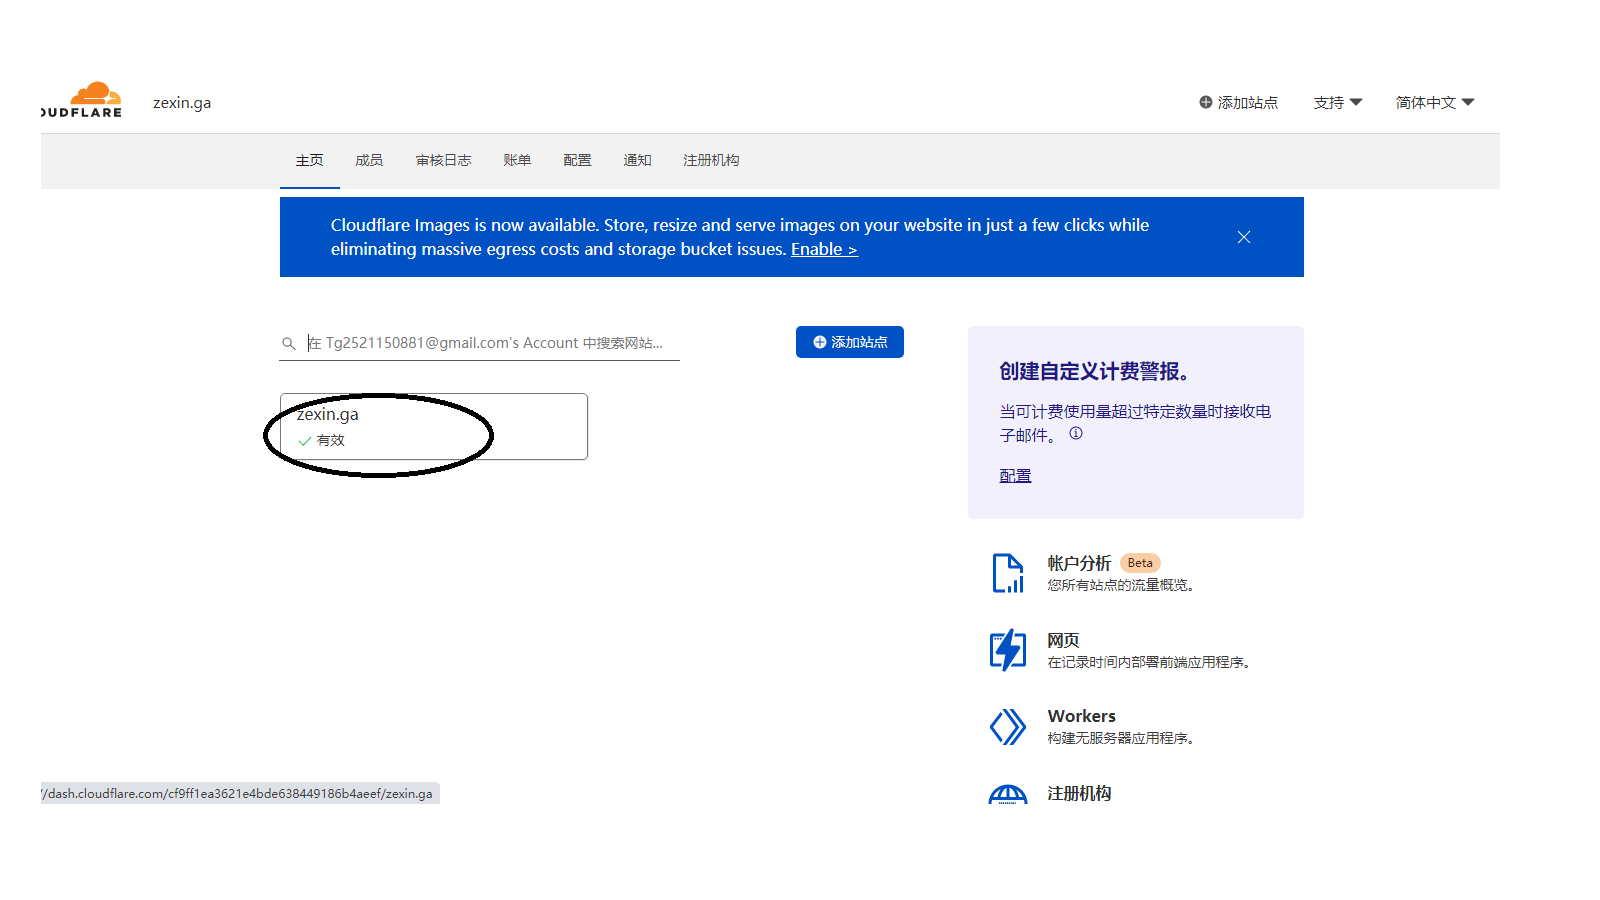 OUDFLARE
zexin.ga
添加站点
支持
简体中文
主页 成员 审核日志 账单 配置 通知 注册机构
Cloudflare Images is now available. Store, resize and serve images on your website in just a few clicks while
eliminating massive egress costs and storage bucket issues. Enable >
在 Tg2521150881@gmail.com's Account 中搜索网站...
添加站点
zexin.ga
有效
创建自定义计费警报。
当可计费使用量超过特定数量时接收电
子邮件。
配置
帐户分析 Beta
您所有站点的流量概览。
网页
在记录时间内部署前端应用程序。
Workers
构建无服务器应用程序。
注册机构
/dash.cloudflare.com/cf9ff1ea3621e4bde638449186b4aeef/zexin.ga